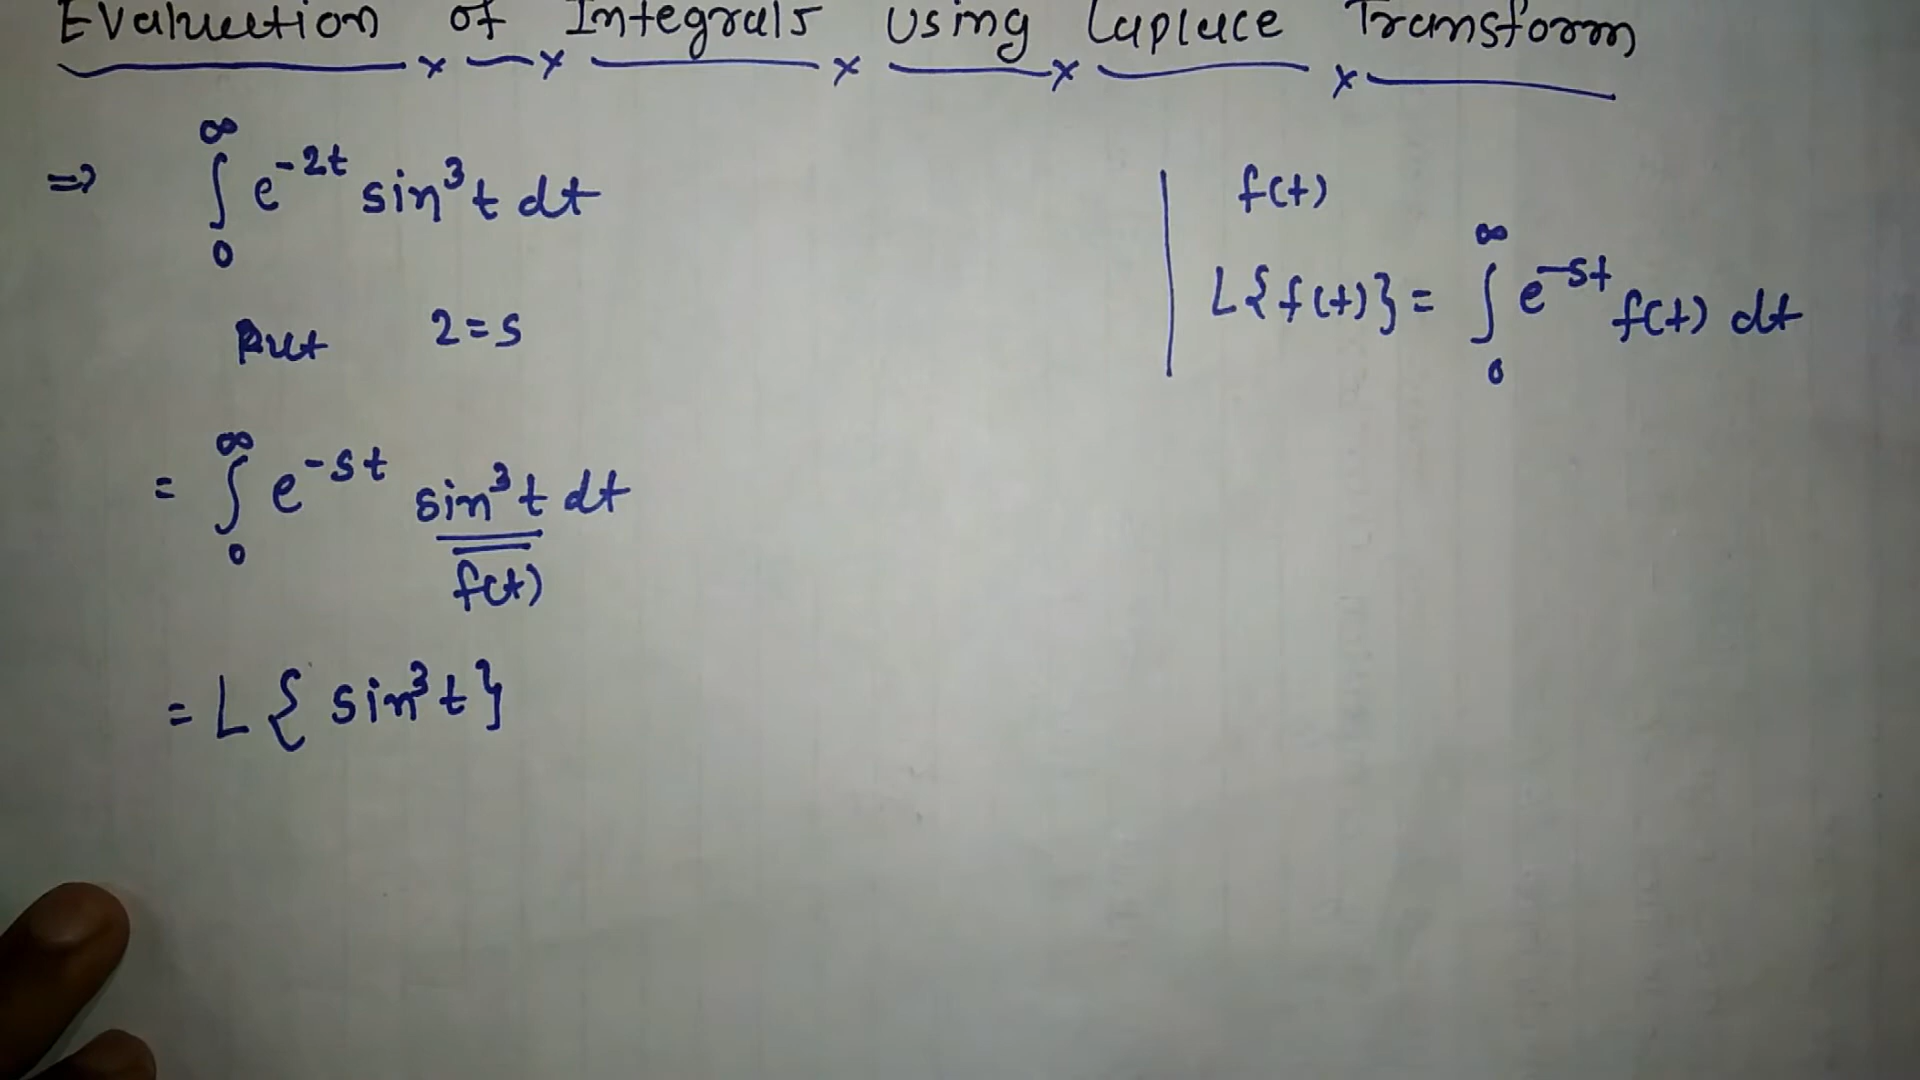 Evaluation of Integrals using Laplace Transform
⇒ ∫₀^∞ e^{-2t} sin³t dt
Put 2=s
= ∫₀^∞ e^{-st} sin³t dt
f(t)
= L{ sin³t }
f(t)
L{f(t)} = ∫₀^∞ e^{-st} f(t) dt